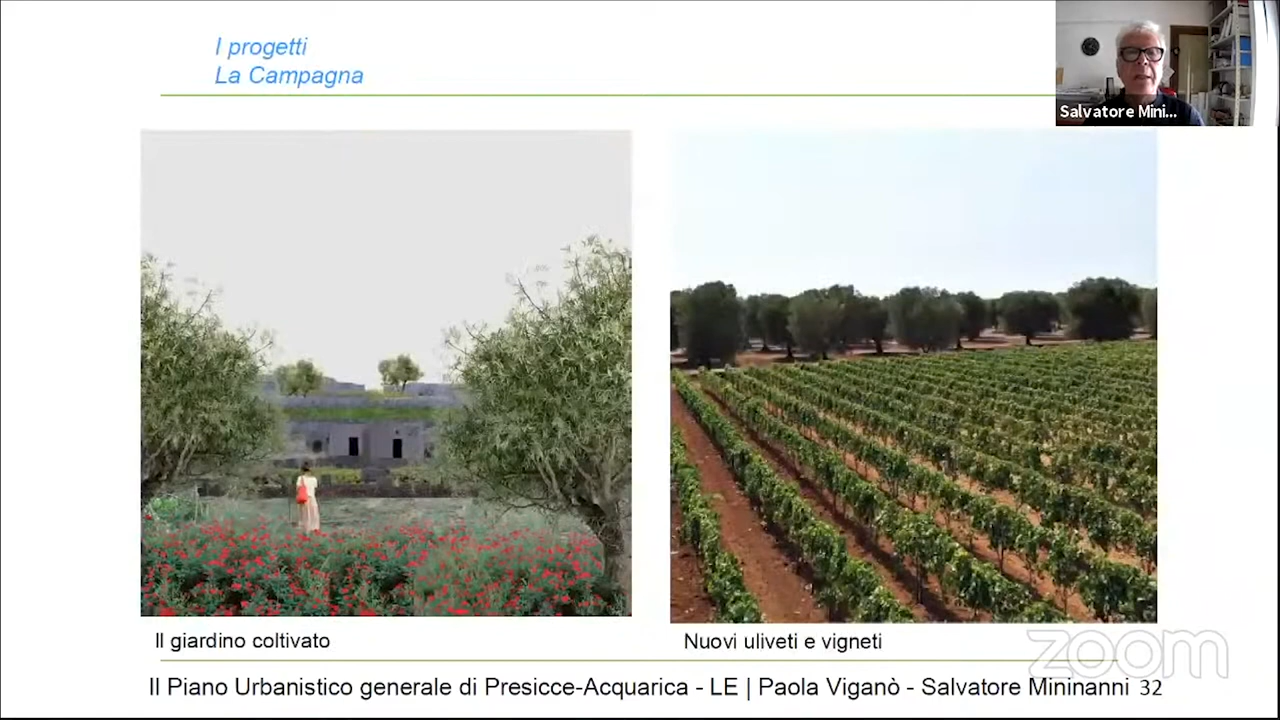 I progetti
La Campagna
Salvatore Mini...
Il giardino coltivato
Nuovi uliveti e vigneti
zoom
Il Piano Urbanistico generale di Presicce-Acquarica - LE | Paola Viganò - Salvatore Mininanni 32